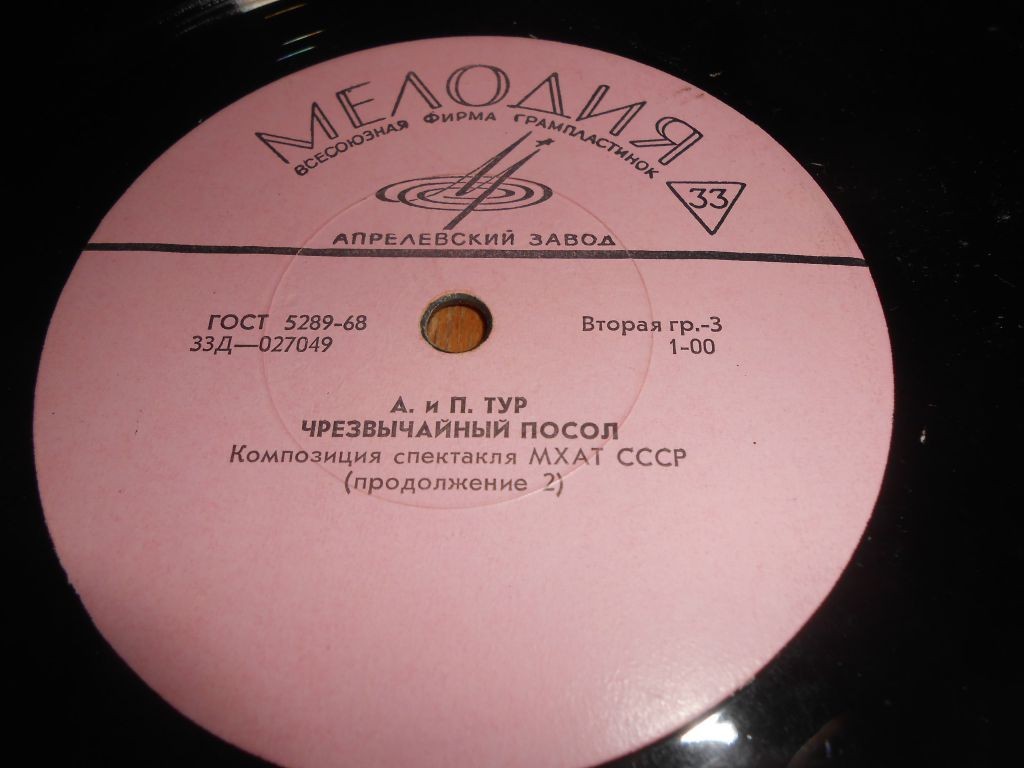 МЕЛОДИЯ
ВСЕСОЮЗНАЯ ФИРМА ГРАМПЛАСТИНОК
33
АПРЕЛЕВСКИЙ ЗАВОД
ГОСТ 5289-68
Вторая гр.-3
33Д—027049
1-00
А. и П. ТУР
ЧРЕЗВЫЧАЙНЫЙ ПОСОЛ
Композиция спектакля МХАТ СССР
(продолжение 2)